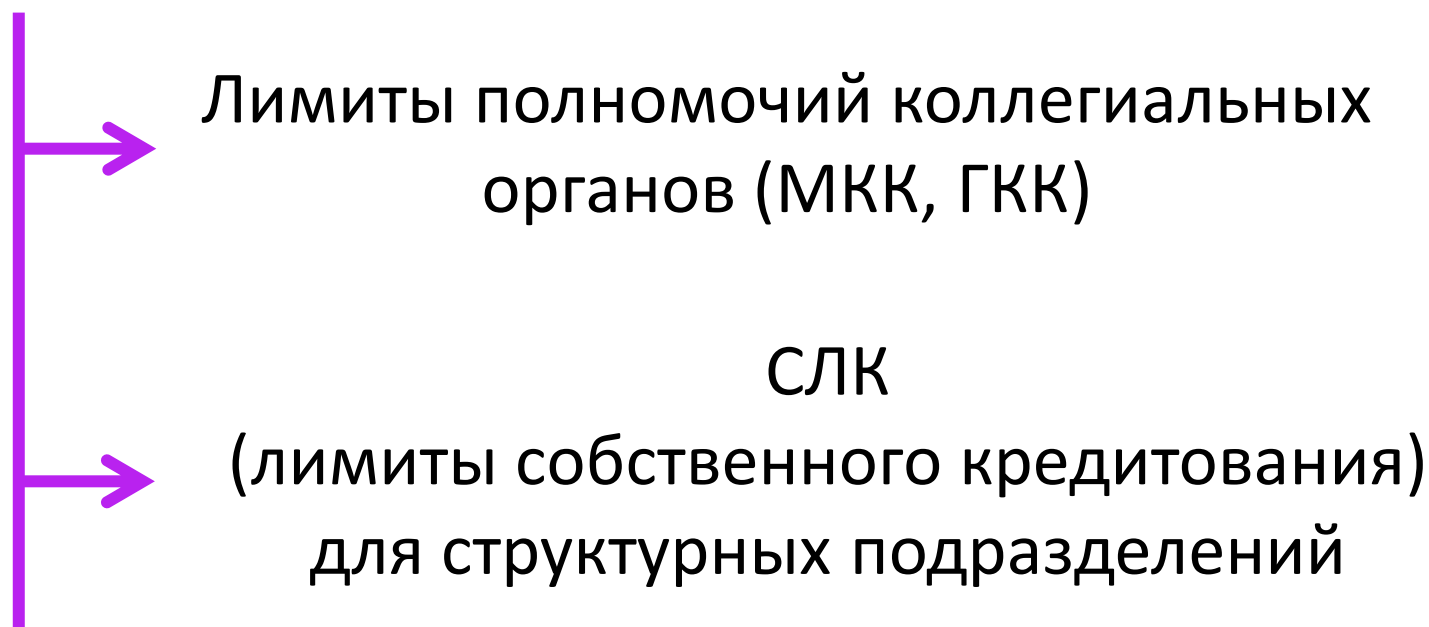 Лимиты полномочий коллегиальных
органов (МКК, ГКК)
СЛК
(лимиты собственного кредитования)
для структурных подразделений